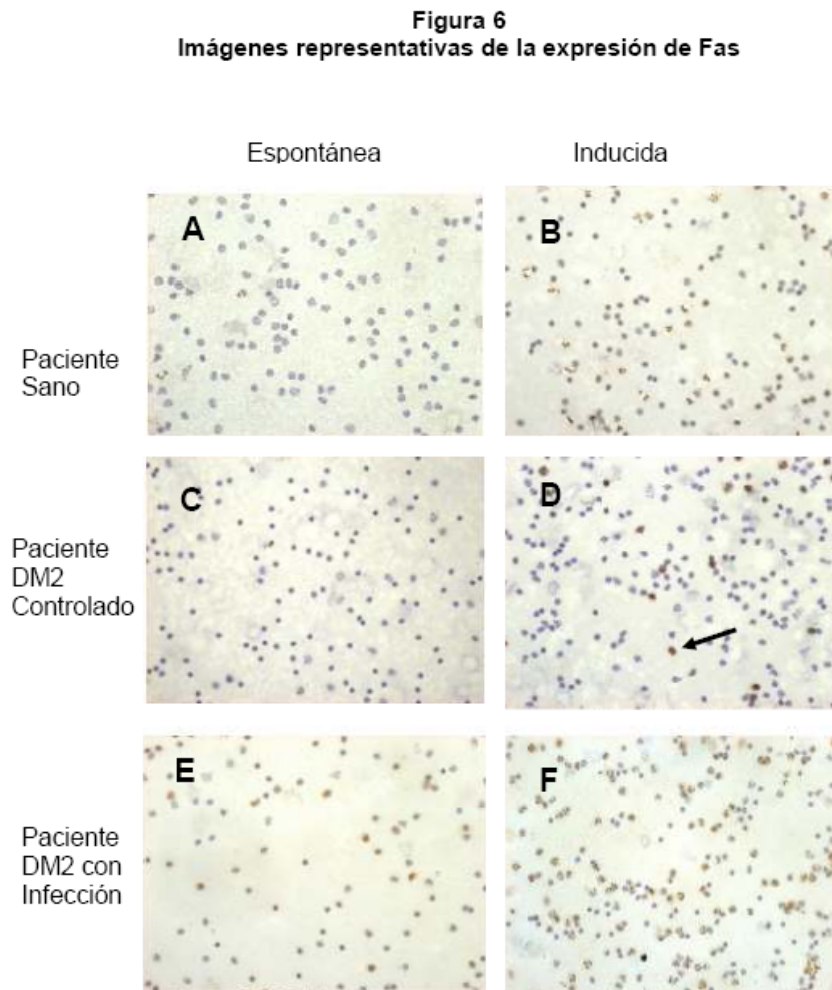 Figura 6
Imágenes representativas de la expresión de Fas
Espontánea
Inducida
A
B
Paciente
Sano
C
D
Paciente
DM2
Controlado
E
F
Paciente
DM2 con
Infección